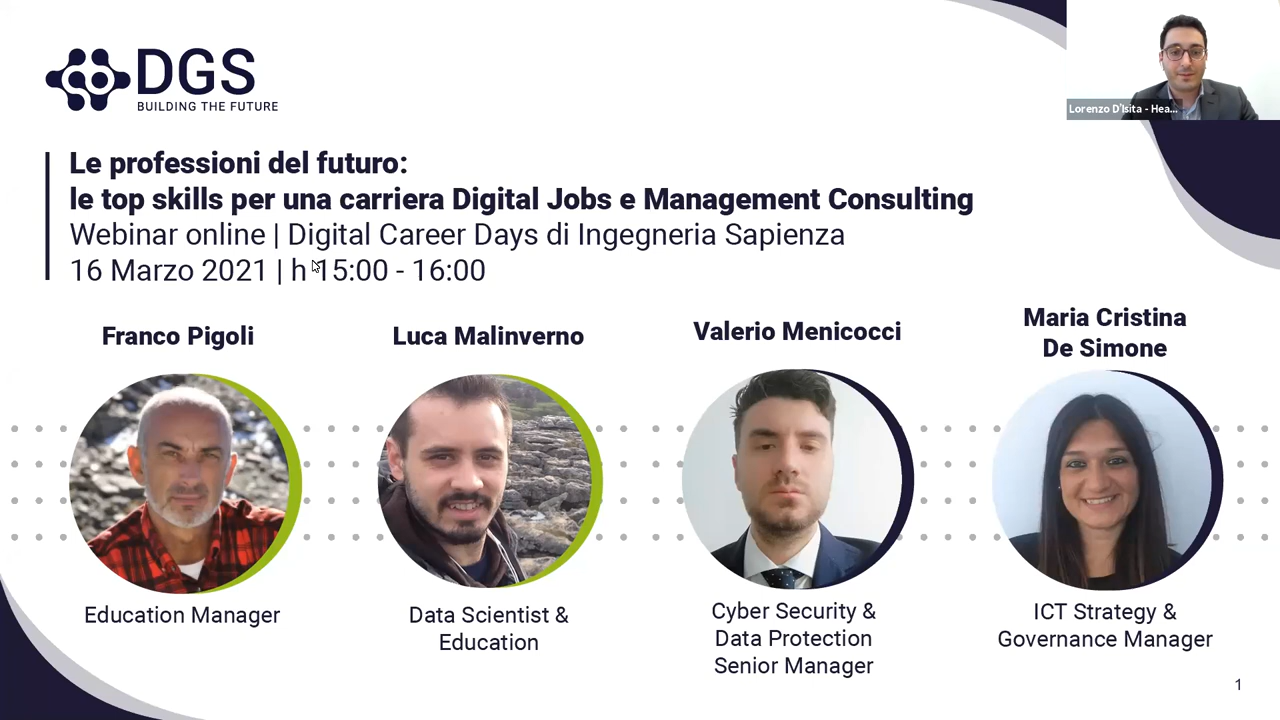 DGS
BUILDING THE FUTURE
Lorenzo D'Isita - Hea...
Le professioni del futuro:
le top skills per una carriera Digital Jobs e Management Consulting
Webinar online | Digital Career Days di Ingegneria Sapienza
16 Marzo 2021 | h 15:00 - 16:00
Franco Pigoli
Luca Malinverno
Valerio Menicocci
Maria Cristina
De Simone
Education Manager
Data Scientist &
Education
Cyber Security &
Data Protection
Senior Manager
ICT Strategy &
Governance Manager
1